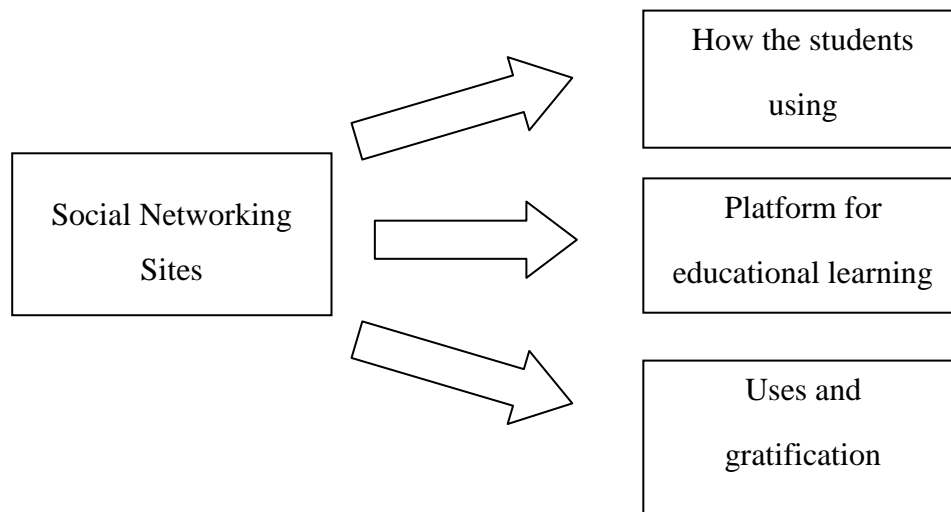 How the students
using
Social Networking
Sites
Platform for
educational learning
Uses and
gratification